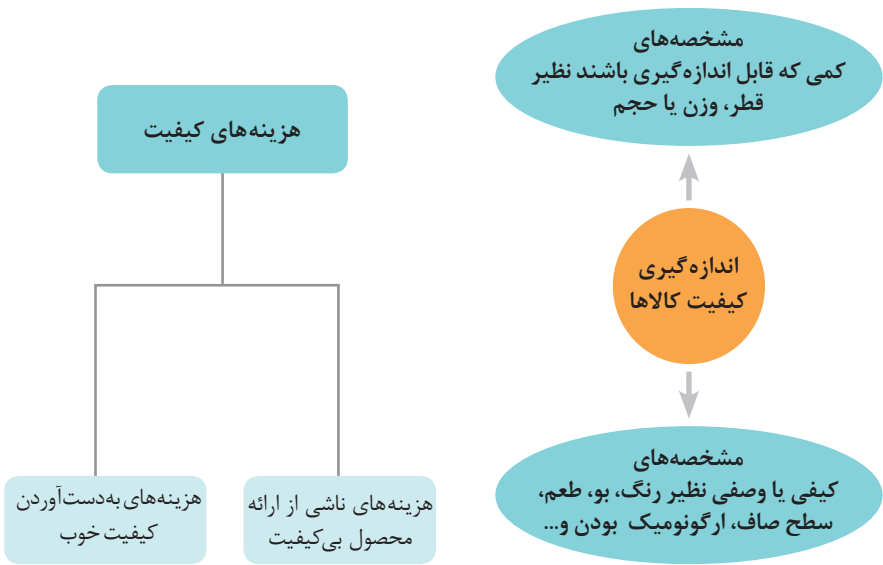 مشخصه‌های
کمی که قابل اندازه‌گیری باشند نظیر
قطر، وزن یا حجم
اندازه‌گیری
کیفیت کالاها
مشخصه‌های
کیفی یا وصفی نظیر رنگ، بو، طعم،
سطح صاف، ارگونومیک بودن و...
هزینه‌های کیفیت
هزینه‌های ناشی از ارائه
محصول بی‌کیفیت
هزینه‌های به‌دست‌آوردن
کیفیت خوب